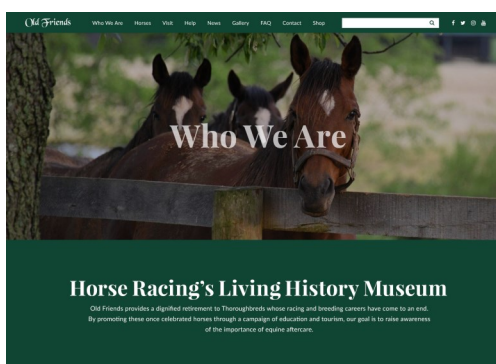 Old Friends
Who We Are Horses Visit Help News Gallery FAQ Contact Shop
Who We Are
Horse Racing's Living History Museum
Old Friends provides a dignified retirement to Thoroughbreds whose racing and breeding careers have come to an end.
By promoting these once celebrated horses through a campaign of education and tourism, our goal is to raise awareness
of the importance of equine aftercare.